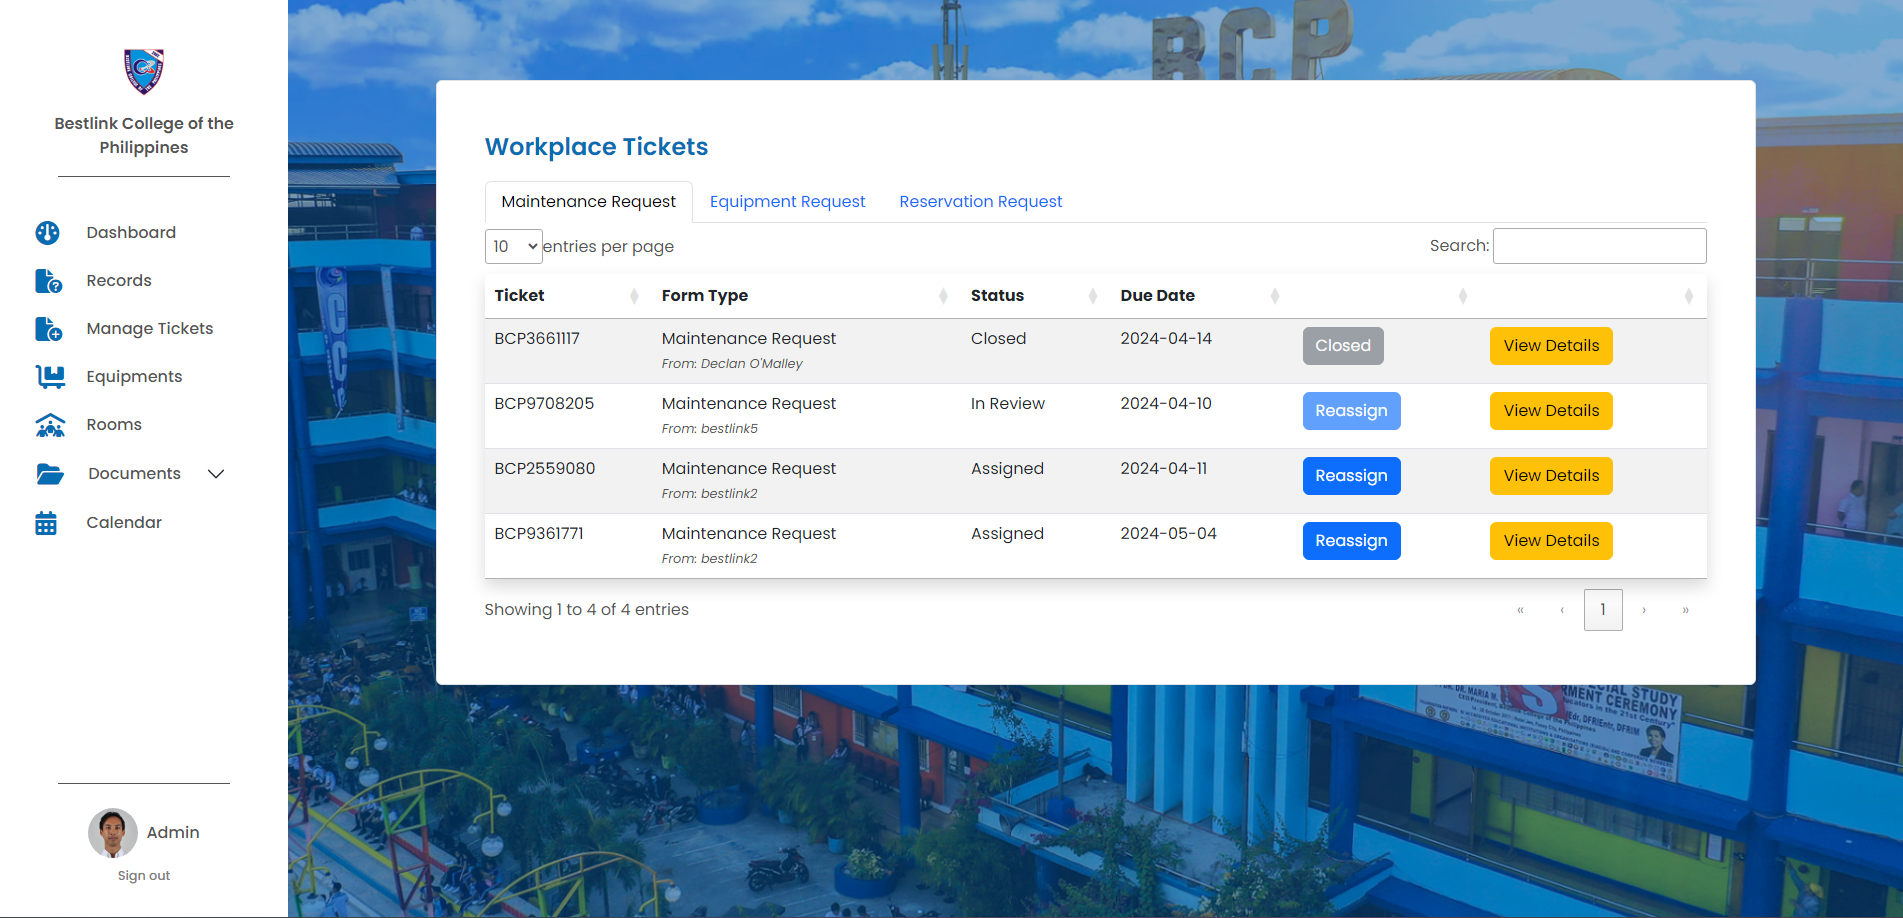 Bestlink College of the
Philippines
Dashboard
Records
Manage Tickets
Equipments
Rooms
Documents
Calendar
Admin
Sign out
BCP
Workplace Tickets
Maintenance Request
Equipment Request
Reservation Request
10 entries per page
Search:
Ticket Form Type Status Due Date
BCP3661117 Maintenance Request Closed 2024-04-14 Closed View Details
From: Declan O'Malley
BCP9708205 Maintenance Request In Review 2024-04-10 Reassign View Details
From: bestlink5
BCP2559080 Maintenance Request Assigned 2024-04-11 Reassign View Details
From: bestlink2
BCP9361771 Maintenance Request Assigned 2024-05-04 Reassign View Details
From: bestlink2
Showing 1 to 4 of 4 entries
« ‹ 1 › »
CIAL STUDY
MENT CEREMONY
DR. MARIA M.